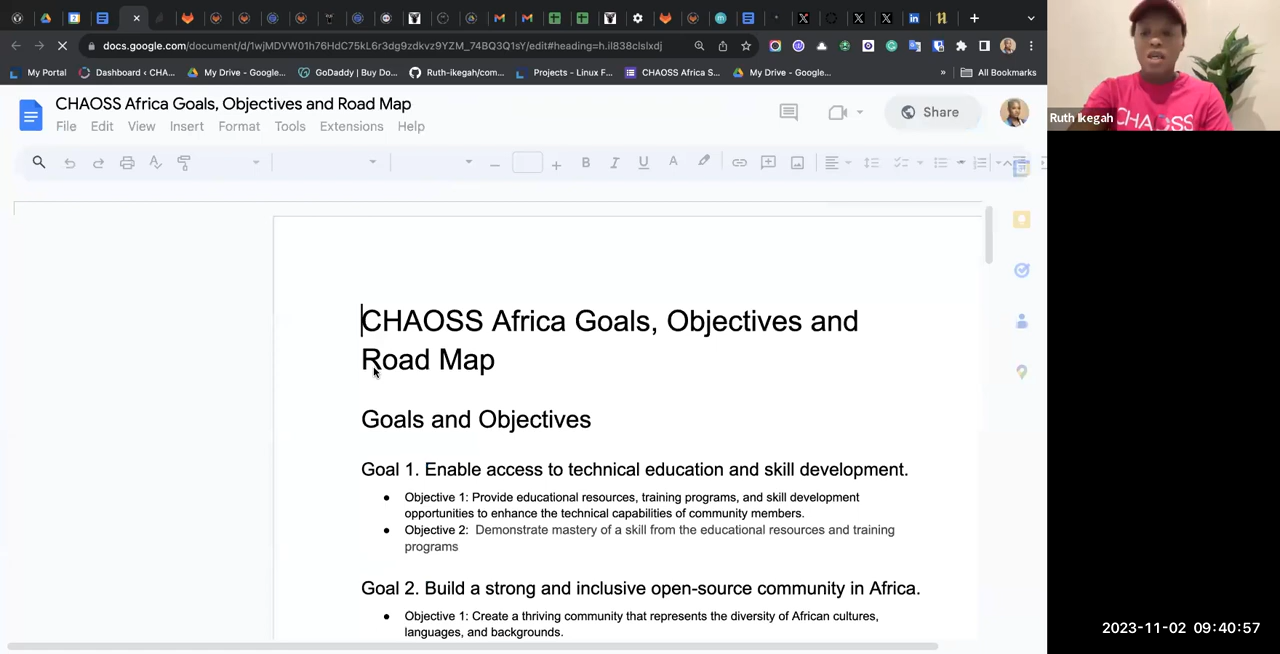 docs.google.com/document/d/1wjMDVW01h76HdC75kL6r3dg9zdkvz9YZM_74BQ3Q1sY/edit#heading=h.il838clslxdj
My Portal
Dashboard ‹ CHA...
My Drive - Google...
GoDaddy | Buy Do...
Ruth-ikegah/com...
Projects - Linux F...
CHAOSS Africa S...
My Drive - Google...
»
All Bookmarks
CHAOSS Africa Goals, Objectives and Road Map
File Edit View Insert Format Tools Extensions Help
Share
CHAOSS Africa Goals, Objectives and
Road Map
Goals and Objectives
Goal 1. Enable access to technical education and skill development.
● Objective 1: Provide educational resources, training programs, and skill development
opportunities to enhance the technical capabilities of community members.
● Objective 2: Demonstrate mastery of a skill from the educational resources and training
programs
Goal 2. Build a strong and inclusive open-source community in Africa.
● Objective 1: Create a thriving community that represents the diversity of African cultures,
languages, and backgrounds.
Ruth Ikegah
CHAOSS
2023-11-02 09:40:57